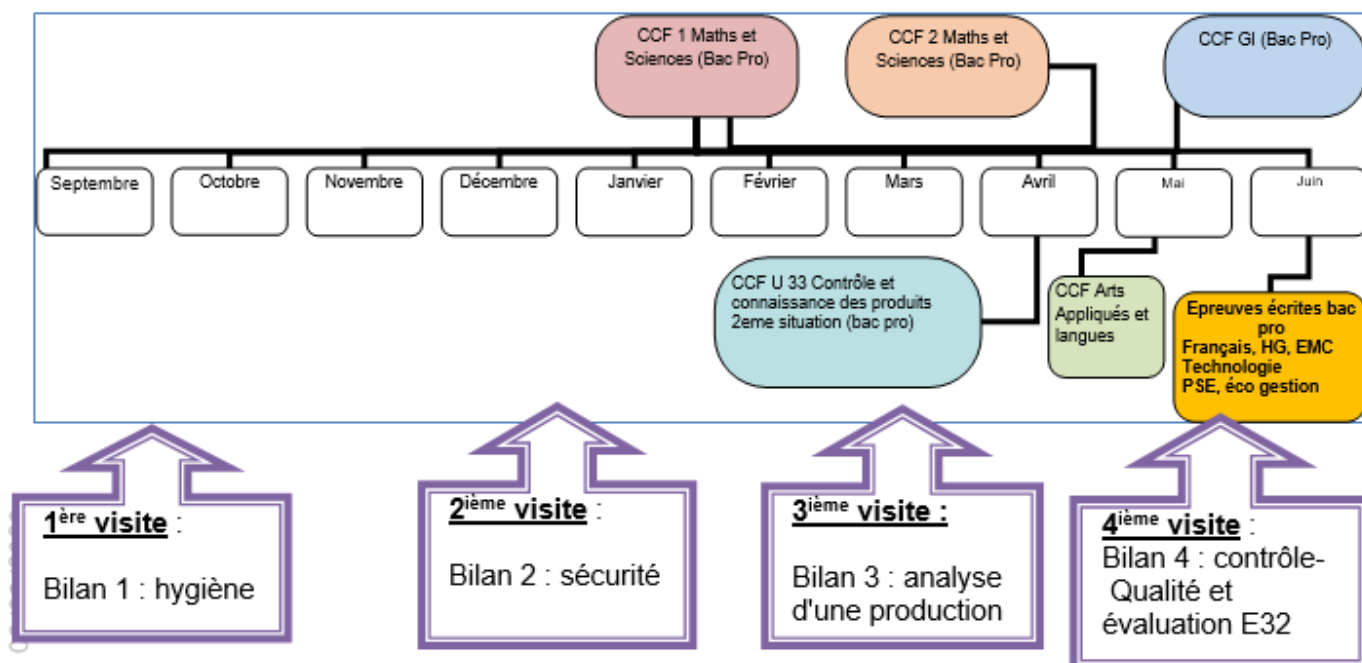 CCF 1 Maths et
Sciences (Bac Pro)
CCF 2 Maths et
Sciences (Bac Pro)
CCF GI (Bac Pro)
Septembre
Octobre
Novembre
Décembre
Janvier
Février
Mars
Avril
Mai
Juin
CCF U 33 Contrôle et
connaissance des produits
2eme situation (bac pro)
CCF Arts
Appliqués et
langues
Epreuves écrites bac
pro
Français, HG, EMC
Technologie
PSE, éco gestion
1ère visite :
Bilan 1 : hygiène
2ième visite :
Bilan 2 : sécurité
3ième visite :
Bilan 3 : analyse
d'une production
4ième visite :
Bilan 4 : contrôle-
Qualité et
évaluation E32